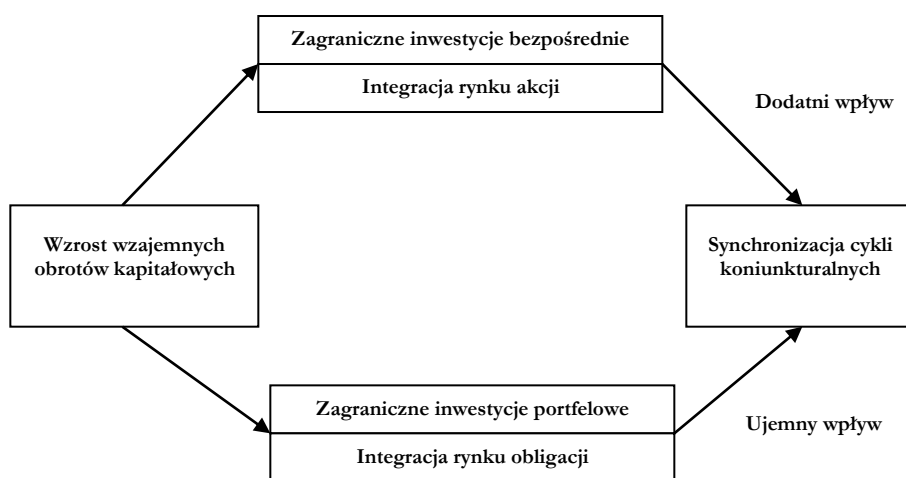 Zagraniczne inwestycje bezpośrednie
Integracja rynku akcji
Dodatni wpływ
Wzrost wzajemnych
obrotów kapitałowych
Synchronizacja cykli
koniunkturalnych
Zagraniczne inwestycje portfelowe
Ujemny wpływ
Integracja rynku obligacji